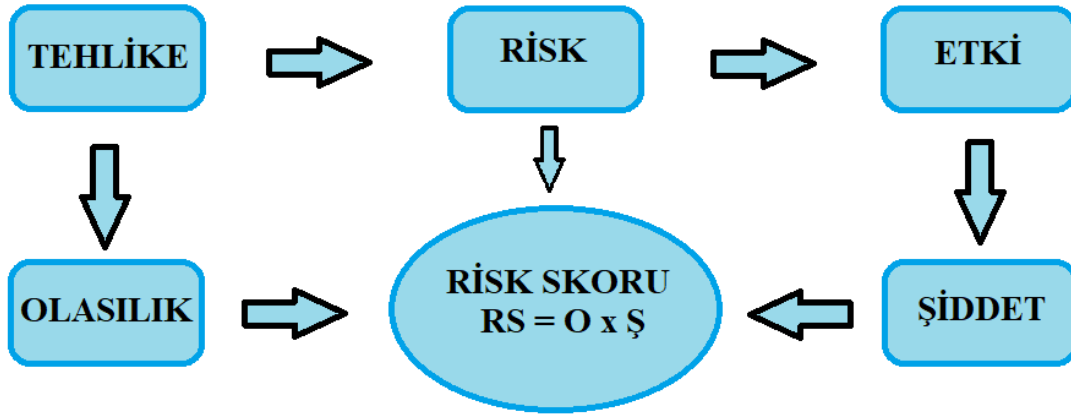 TEHLİKE
RİSK
ETKİ
OLASILIK
RİSK SKORU
RS = O x Ş
ŞİDDET